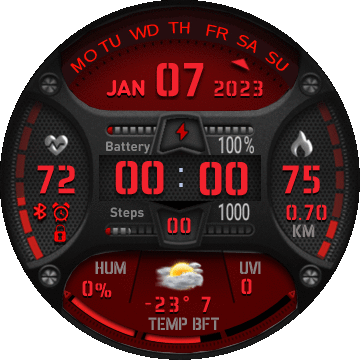 MO TU WD TH FR SA SU
JAN 07 2023
Battery 100%
72 00 : 00 75
Steps 00 1000
0.70
KM
HUM UVI
0% 0
-23° 7
TEMP BFT